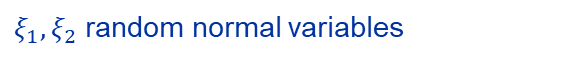 ξ₁, ξ₂ random normal variables